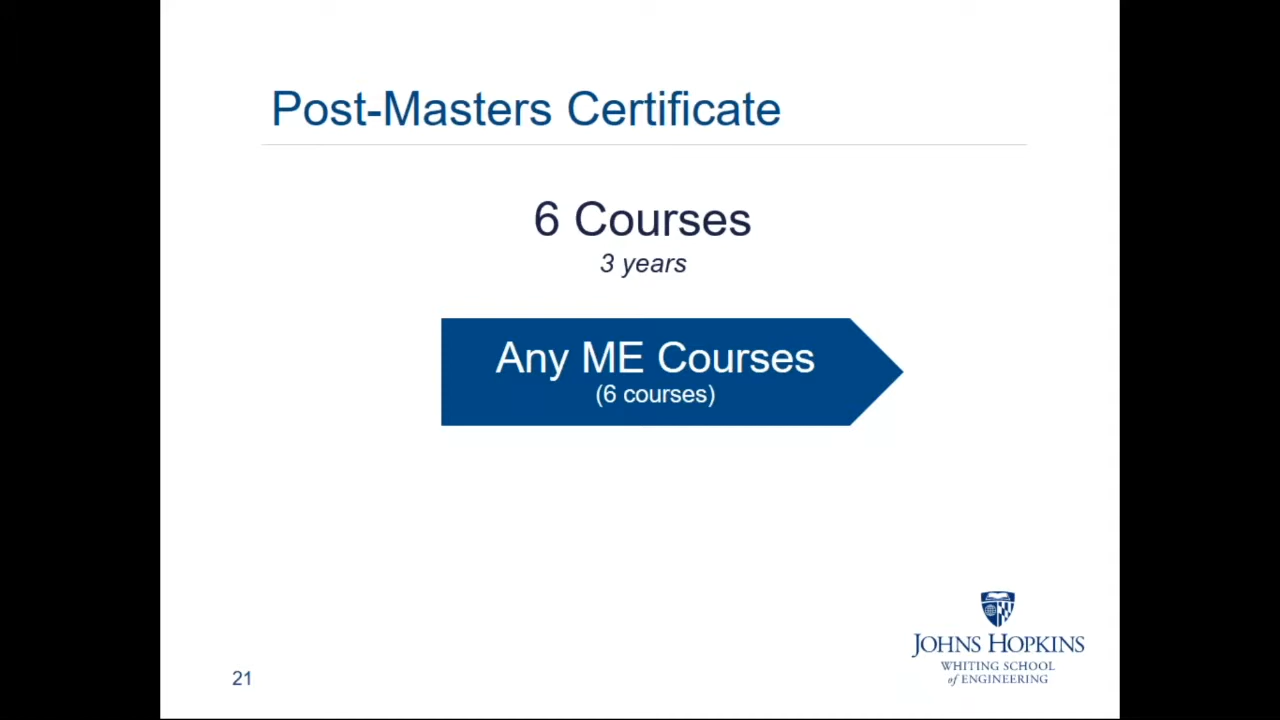 Post-Masters Certificate
6 Courses
3 years
Any ME Courses
(6 courses)
JOHNS HOPKINS
WHITING SCHOOL
of ENGINEERING
21